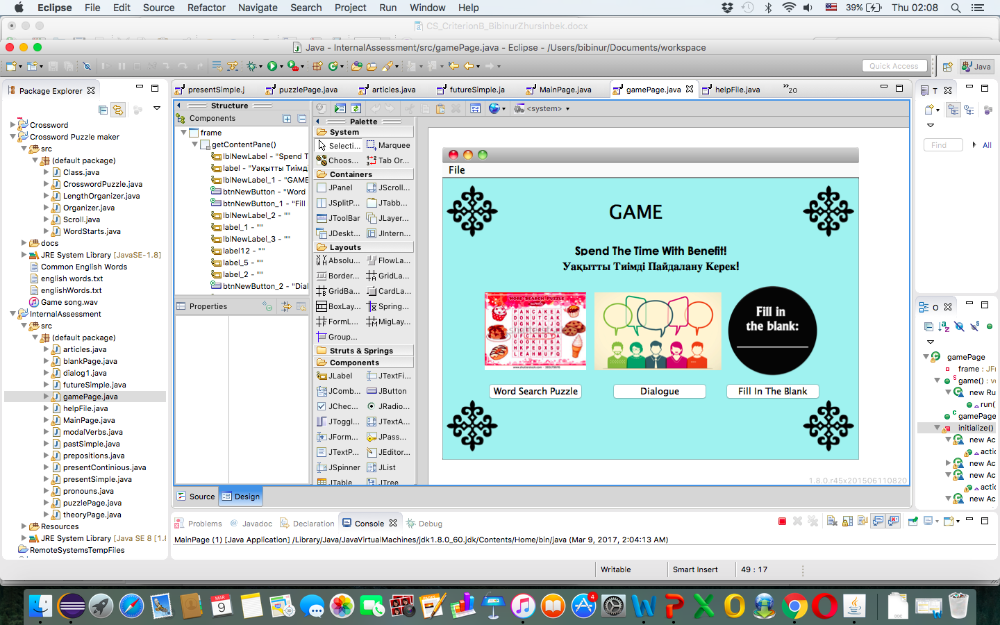 Eclipse File Edit Source Refactor Navigate Search Project Run Window Help 39% Thu 02:08
CS_CriterionB_BibinurZhursinbek.docx
Java - InternalAssessment/src/gamePage.java - Eclipse - /Users/bibinur/Documents/workspace
Quick Access Java
Package Explorer
Crossword
Crossword Puzzle maker
src
(default package)
Class.java
CrosswordPuzzle.java
LengthOrganizer.java
Organizer.java
Scroll.java
WordStarts.java
docs
JRE System Library [JavaSE-1.8]
Common English Words
english words.txt
englishWords.txt
Game song.wav
InternalAssessment
src
(default package)
articles.java
blankPage.java
dialog1.java
futureSimple.java
gamePage.java
helpFile.java
MainPage.java
modalVerbs.java
pastSimple.java
prepositions.java
presentContinious.java
presentSimple.java
pronouns.java
puzzlePage.java
theoryPage.java
Resources
JRE System Library [Java SE 8 [1.8
RemoteSystemsTempFiles
presentSimple.j puzzlePage.java articles.java futureSimple.ja MainPage.java gamePage.java helpFile.java »20
Structure
Components
frame
getContentPane()
lblNewLabel - "Spend T
label - "Уақытты Тиімді
lblNewLabel_1 - "GAME
btnNewButton - "Word
btnNewButton_1 - "Fill
lblNewLabel_2 - ""
label_1 - ""
lblNewLabel_3 - ""
label12 - ""
label_5 - ""
label_2 - ""
btnNewButton_2 - "Dial
Properties
<system>
Palette
System
Selecti... Marquee
Choos... Tab Or...
Containers
JPanel JScroll...
JSplitP... JTabb...
JToolBar JLayer...
JDeskt... JIntern...
Layouts
Absolu... FlowLa...
Border... GridLa...
GridBa... CardLa...
BoxLay... Spring...
FormL... MigLay...
Group...
Struts & Springs
Components
JLabel JTextFi...
JComb... JButton
JChec... JRadio...
JToggl... JTextA...
JForm... JPass...
JTextP... JEditor...
JSpinner JList
JTable JTree
File
GAME
Spend The Time With Benefit!
Уақытты Тиімді Пайдалану Керек!
WORD SEARCH PUZZLE
sweets
Fill in
the blank:
Word Search Puzzle Dialogue Fill In The Blank
1.8.0.r45x201506110820
Source Design
Problems Javadoc Declaration Console Debug
MainPage (1) [Java Application] /Library/Java/JavaVirtualMachines/jdk1.8.0_60.jdk/Contents/Home/bin/java (Mar 9, 2017, 2:04:13 AM)
Writable Smart Insert 49 : 17
T
Find All
O
gamePage
frame : JFr
game() : vo
new Ru
run(
gamePage
initialize()
new Ac
actic
new Ac
new Ac
actic
new Ac
MAR
9
4